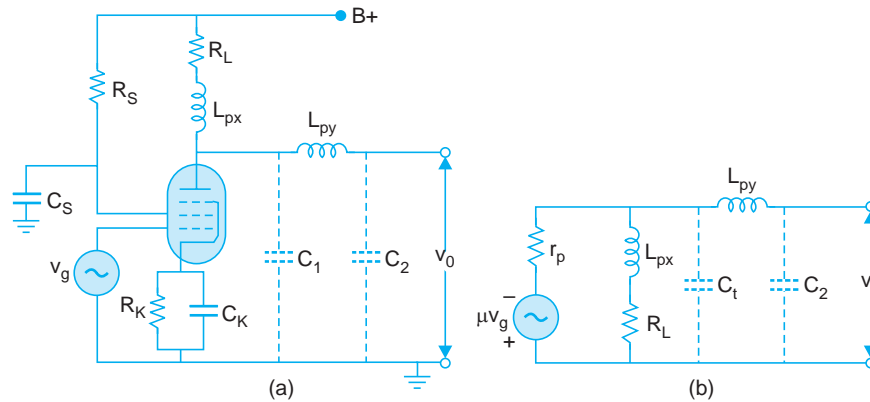 B+
R_L
R_S
L_px
L_py
C_S
v_g
C_1
C_2
v_0
R_K
C_K
(a)
L_py
r_p
L_px
C_t
C_2
v
−
μv_g
+
R_L
(b)